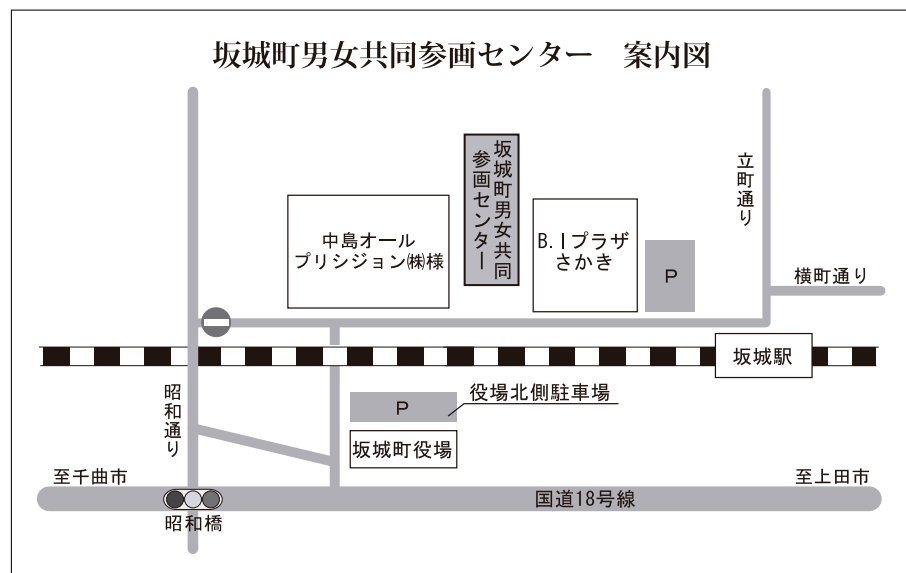 坂城町男女共同参画センター　案内図
坂城町男女共同
参画センター
立町通り
中島オール
プリシジョン㈱様
B.Iプラザ
さかき
P
横町通り
坂城駅
昭和通り
P
役場北側駐車場
坂城町役場
至千曲市
至上田市
国道18号線
昭和橋